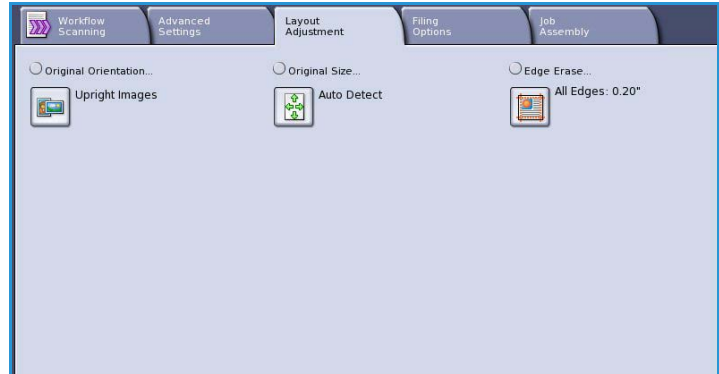 Workflow
Scanning
Advanced
Settings
Layout
Adjustment
Filing
Options
Job
Assembly
Original Orientation...
Upright Images
Original Size...
Auto Detect
Edge Erase...
All Edges: 0.20"